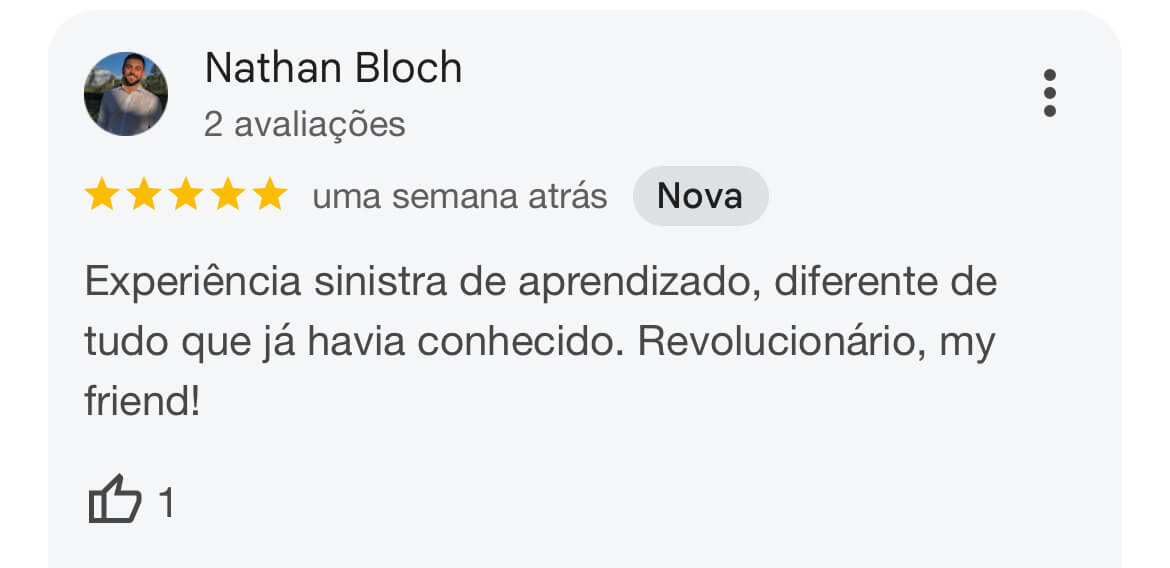 Nathan Bloch
2 avaliações
uma semana atrás Nova
Experiência sinistra de aprendizado, diferente de
tudo que já havia conhecido. Revolucionário, my
friend!
1